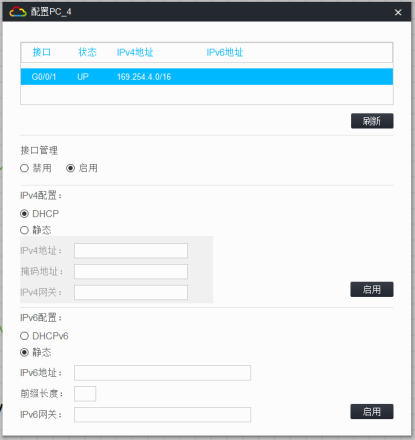 配置PC_4
接口 状态 IPv4地址 IPv6地址
G0/0/1 UP 169.254.4.0/16
刷新
接口管理
禁用 启用
IPv4配置：
DHCP
静态
IPv4地址：
掩码地址：
IPv4网关：
启用
IPv6配置：
DHCPv6
静态
IPv6地址：
前缀长度：
IPv6网关：
启用